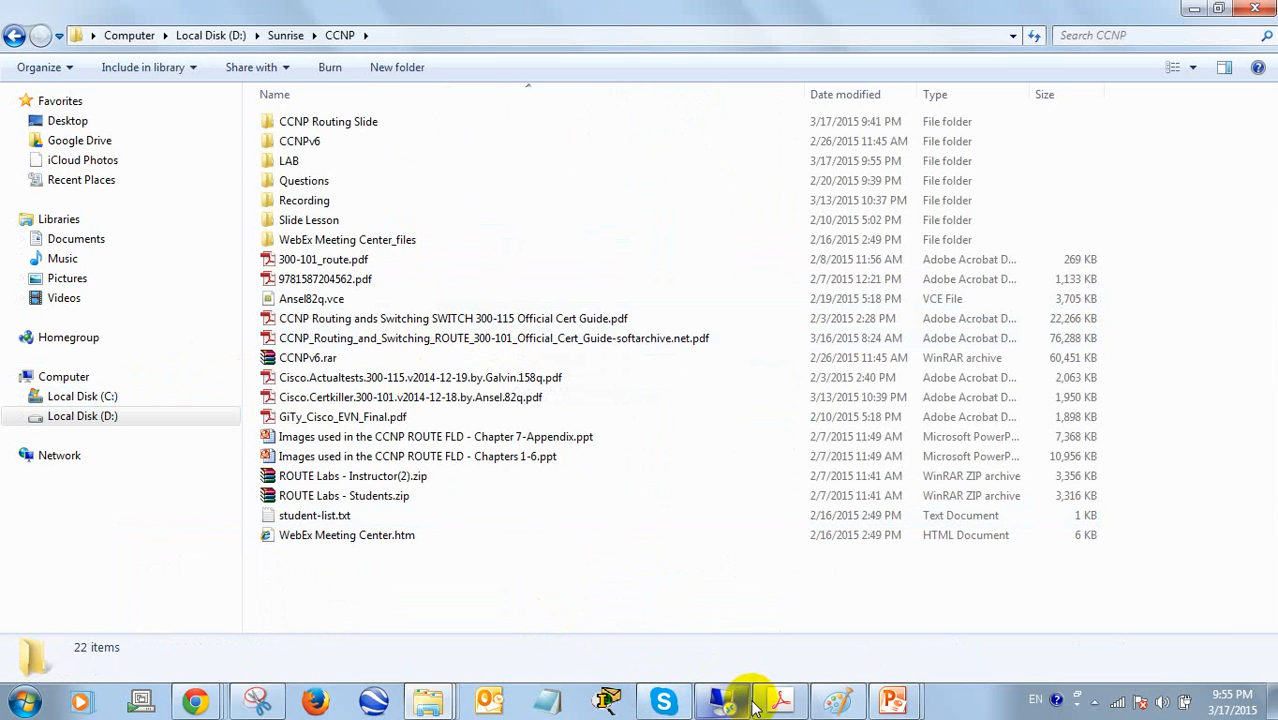 Computer Local Disk (D:) Sunrise CCNP Search CCNP
Organize Include in library Share with Burn New folder
Name Date modified Type Size
Favorites
Desktop
Google Drive
iCloud Photos
Recent Places
Libraries
Documents
Music
Pictures
Videos
Homegroup
Computer
Local Disk (C:)
Local Disk (D:)
Network
CCNP Routing Slide 3/17/2015 9:41 PM File folder
CCNPv6 2/26/2015 11:45 AM File folder
LAB 3/17/2015 9:55 PM File folder
Questions 2/20/2015 9:39 PM File folder
Recording 3/13/2015 10:37 PM File folder
Slide Lesson 2/10/2015 5:02 PM File folder
WebEx Meeting Center_files 2/16/2015 2:49 PM File folder
300-101_route.pdf 2/8/2015 11:56 AM Adobe Acrobat D... 269 KB
9781587204562.pdf 2/7/2015 12:21 PM Adobe Acrobat D... 1,133 KB
Ansel82q.vce 2/19/2015 5:18 PM VCE File 3,705 KB
CCNP Routing ands Switching SWITCH 300-115 Official Cert Guide.pdf 2/3/2015 2:28 PM Adobe Acrobat D... 22,266 KB
CCNP_Routing_and_Switching_ROUTE_300-101_Official_Cert_Guide-softarchive.net.pdf 3/16/2015 8:24 AM Adobe Acrobat D... 76,288 KB
CCNPv6.rar 2/26/2015 11:45 AM WinRAR archive 60,451 KB
Cisco.Actualtests.300-115.v2014-12-19.by.Galvin.158q.pdf 2/3/2015 2:40 PM Adobe Acrobat D... 2,063 KB
Cisco.Certkiller.300-101.v2014-12-18.by.Ansel.82q.pdf 3/13/2015 10:39 PM Adobe Acrobat D... 1,950 KB
GiTy_Cisco_EVN_Final.pdf 2/10/2015 5:18 PM Adobe Acrobat D... 1,898 KB
Images used in the CCNP ROUTE FLD - Chapter 7-Appendix.ppt 2/7/2015 11:49 AM Microsoft PowerP... 7,368 KB
Images used in the CCNP ROUTE FLD - Chapters 1-6.ppt 2/7/2015 11:49 AM Microsoft PowerP... 10,956 KB
ROUTE Labs - Instructor(2).zip 2/7/2015 11:41 AM WinRAR ZIP archive 3,356 KB
ROUTE Labs - Students.zip 2/7/2015 11:41 AM WinRAR ZIP archive 3,316 KB
student-list.txt 2/16/2015 2:49 PM Text Document 1 KB
WebEx Meeting Center.htm 2/16/2015 2:49 PM HTML Document 6 KB
22 items
EN 9:55 PM
3/17/2015